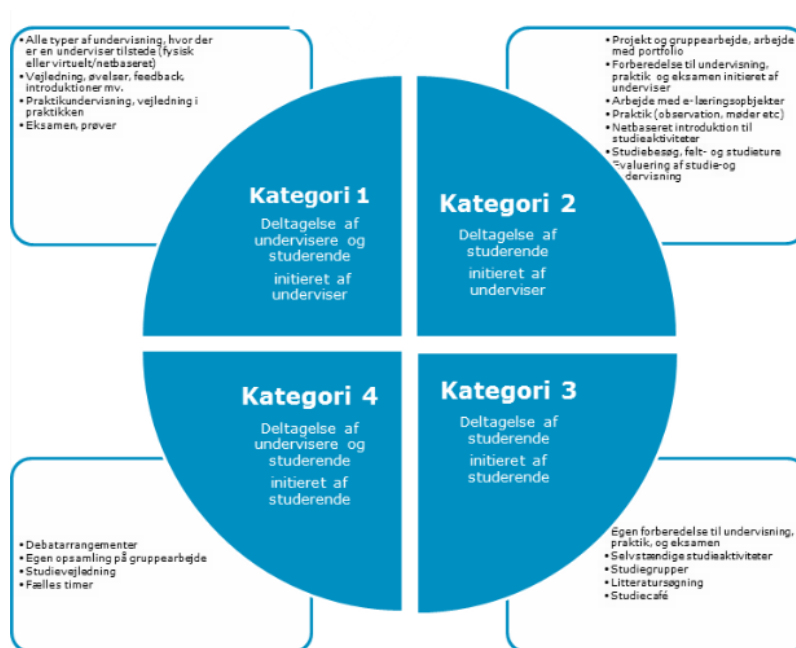 • Alle typer af undervisning, hvor der
er en underviser tilstede (fysisk
eller virtuelt/netbaseret)
• Vejledning, øvelser, feedback,
introduktioner mv.
• Praktikundervisning, vejledning i
praktikken
• Eksamen, prøver
• Projekt og gruppearbejde, arbejde
med portfolio
• Forberedelse til undervisning,
praktik og eksamen initieret af
underviser
• Arbejde med e-læringsopbjekter
• Praktik (observation, møder etc)
• Netbaseret introduktion til
studieaktiviteter
• Studiebesøg, felt- og studieture
Evaluering af studie-og
dervisning
Kategori 1
Deltagelse af
undervisere og
studerende
initieret af
underviser
Kategori 2
Deltagelse af
studerende
initieret af
underviser
Kategori 4
Deltagelse af
undervisere og
studerende
initieret af
studerende
Kategori 3
Deltagelse af
studerende
initieret af
studerende
• Debatarrangementer
• Egen opsamling på gruppearbejde
• Studievejledning
• Fælles timer
Egen forberedelse til undervisning,
praktik, og eksamen
• Selvstændige studieaktiviteter
• Studiegrupper
• Litteratursøgning
• Studiecafé